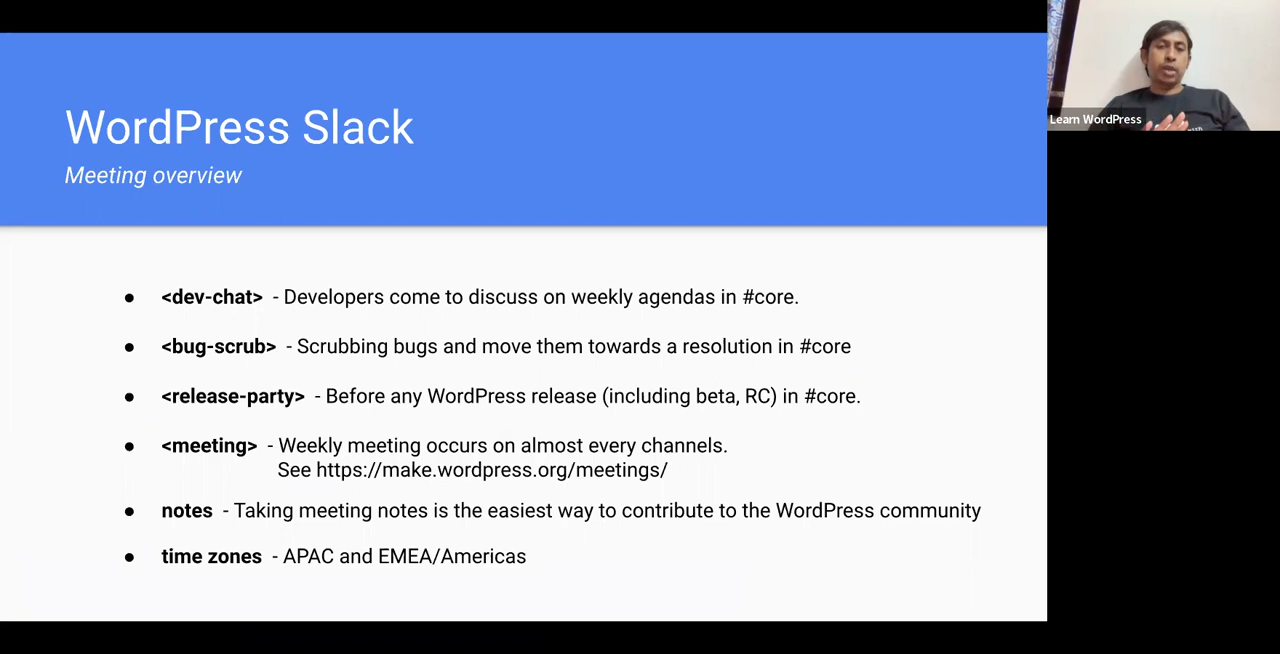 WordPress Slack
Meeting overview
Learn WordPress
● <dev-chat> - Developers come to discuss on weekly agendas in #core.
● <bug-scrub> - Scrubbing bugs and move them towards a resolution in #core
● <release-party> - Before any WordPress release (including beta, RC) in #core.
● <meeting> - Weekly meeting occurs on almost every channels.
See https://make.wordpress.org/meetings/
● notes - Taking meeting notes is the easiest way to contribute to the WordPress community
● time zones - APAC and EMEA/Americas